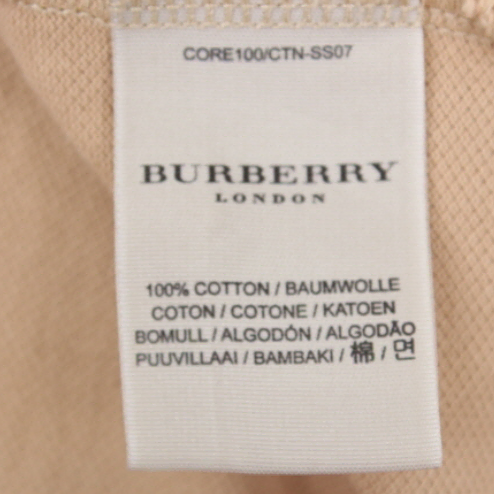 CORE100/CTN-SS07
BURBERRY
LONDON
100% COTTON / BAUMWOLLE
COTON / COTONE / KATOEN
BOMULL / ALGODÓN / ALGODÃO
PUUVILLAAI / BAMBAKI / 棉 / 면